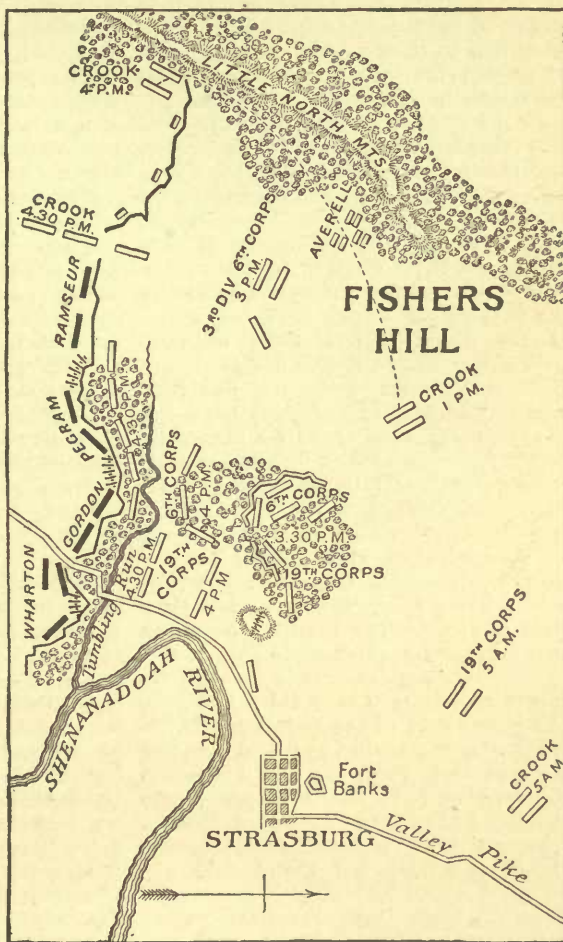 CROOK
4 P.M.
LITTLE NORTH MTS.
CROOK
4.30 P.M.
AVERELL
3RD DIV. 6TH CORPS
3 P.M.
RAMSEUR
FISHERS
HILL
CROOK
1 P.M.
PEGRAM
4.30 P.M.
6TH CORPS
4 P.M.
6TH CORPS
3.30 P.M.
19TH CORPS
GORDON
19TH
CORPS
4.30 P.M.
4 P.M
WHARTON
Tumbling Run
19TH CORPS
5 A.M.
SHENANADOAH
RIVER
CROOK
5 A.M
Fort
Banks
STRASBURG
Valley Pike